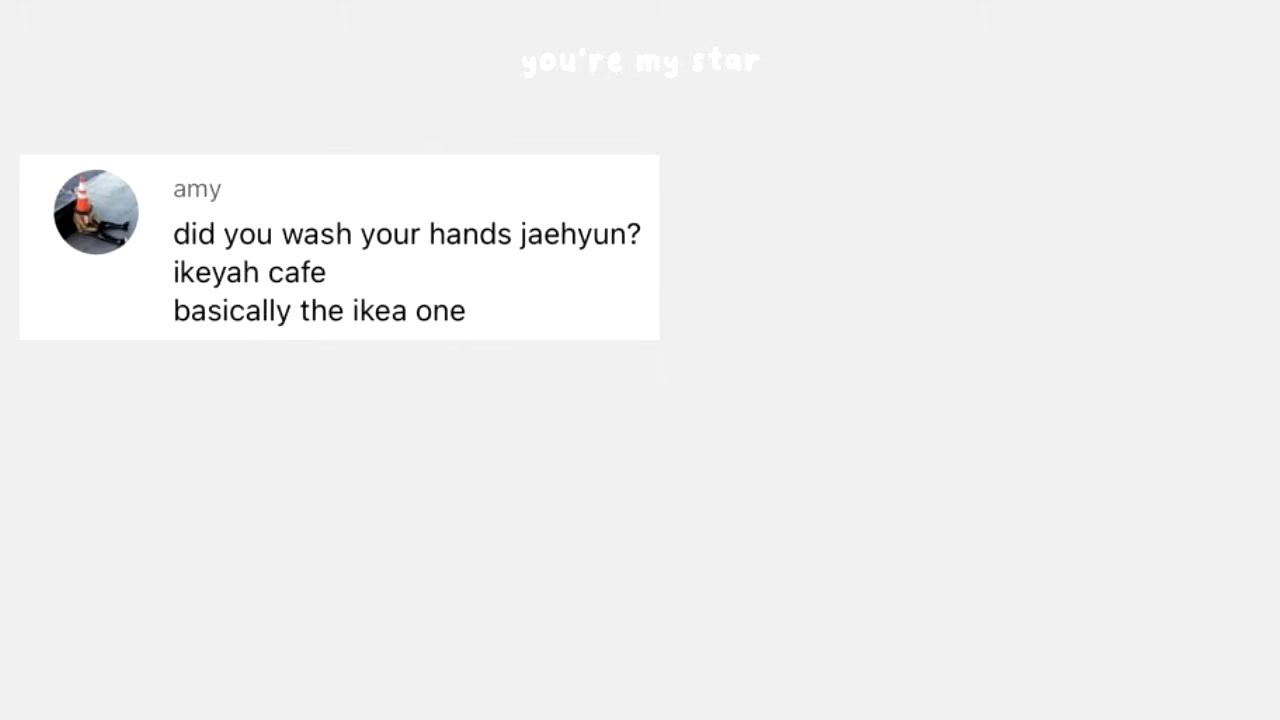 you're my star
amy
did you wash your hands jaehyun?
ikeyah cafe
basically the ikea one